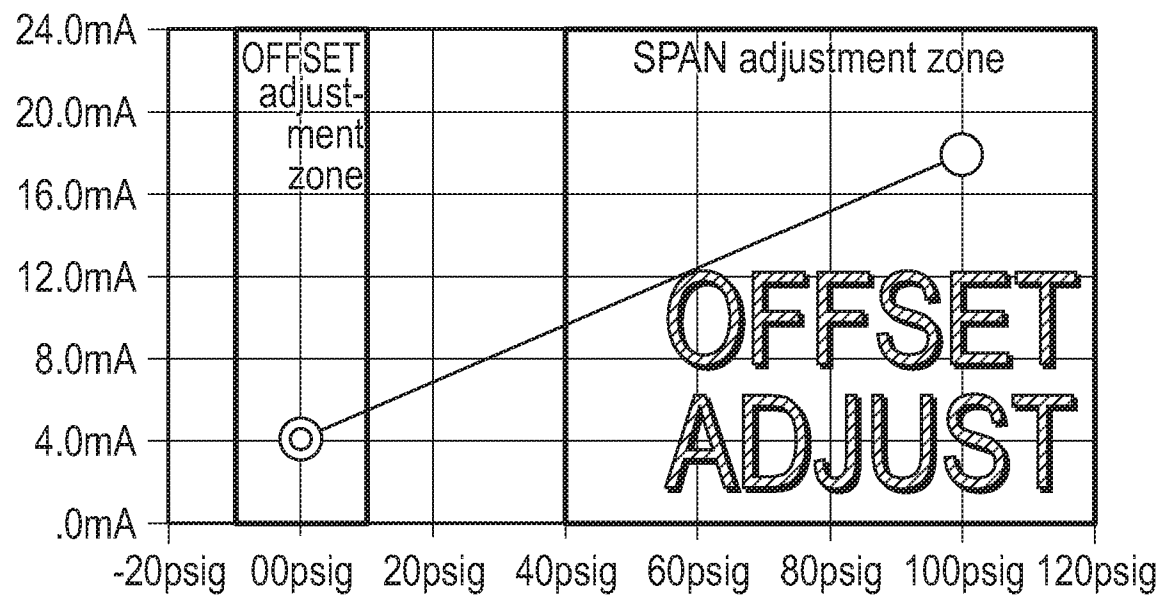 24.0mA
OFFSET
adjust-
ment
zone
SPAN adjustment zone
20.0mA
16.0mA
12.0mA
8.0mA
4.0mA
.0mA
OFFSET
ADJUST
-20psig 00psig 20psig 40psig 60psig 80psig 100psig 120psig